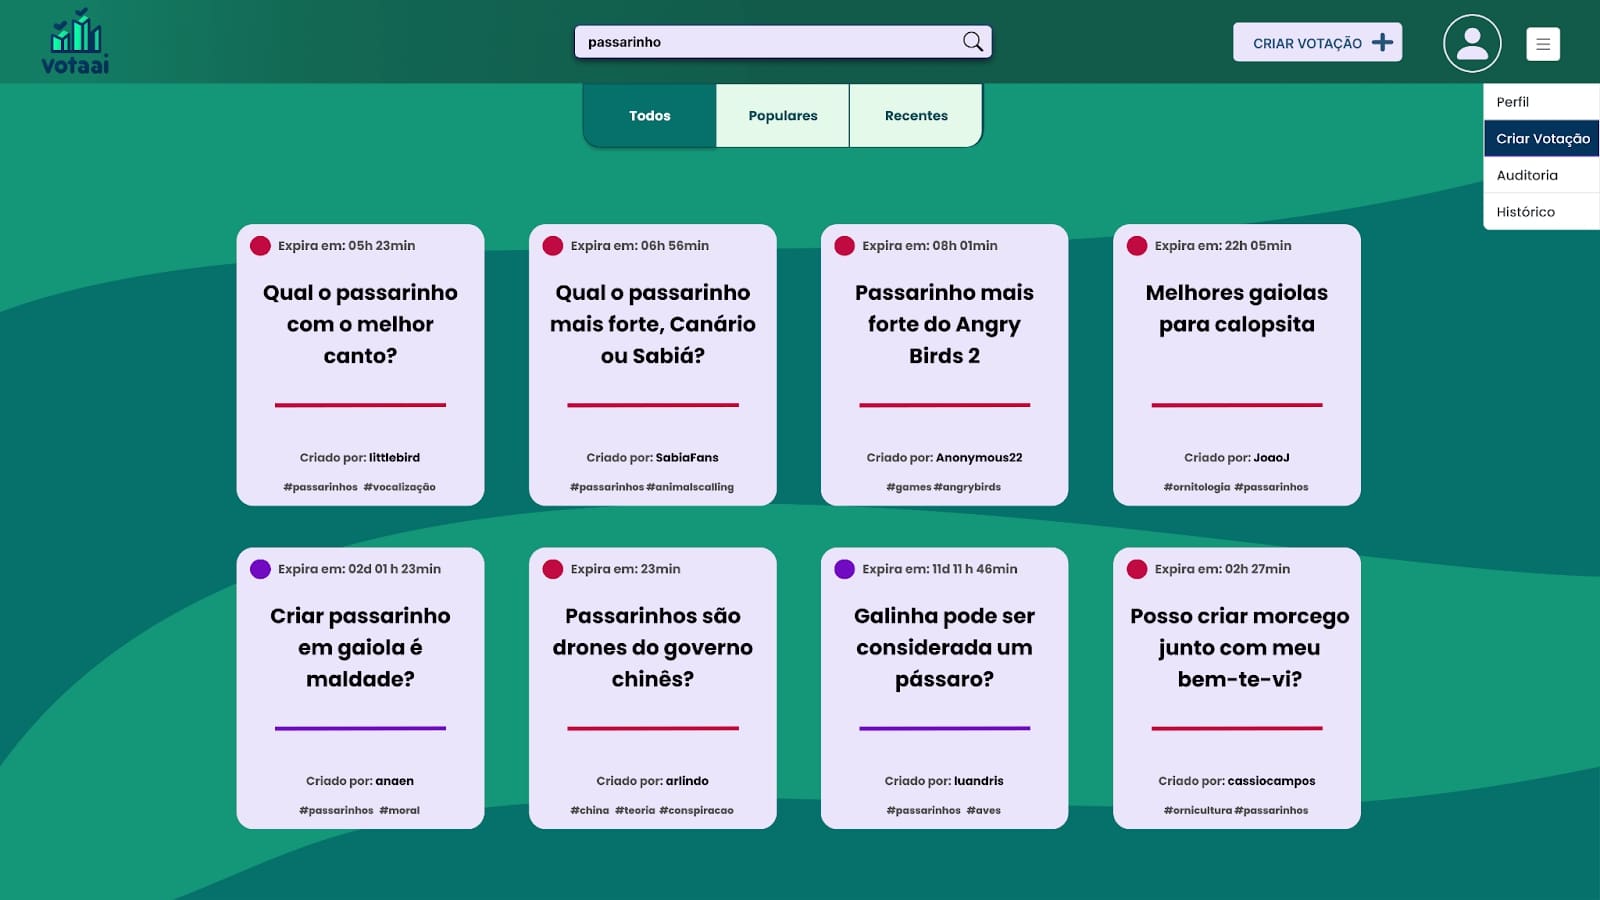 votaai
passarinho
CRIAR VOTAÇÃO
Todos
Populares
Recentes
Perfil
Criar Votação
Auditoria
Histórico
Expira em: 05h 23min
Qual o passarinho
com o melhor
canto?
Criado por: littlebird
#passarinhos #vocalização
Expira em: 06h 56min
Qual o passarinho
mais forte, Canário
ou Sabiá?
Criado por: SabiaFans
#passarinhos #animalscalling
Expira em: 08h 01min
Passarinho mais
forte do Angry
Birds 2
Criado por: Anonymous22
#games #angrybirds
Expira em: 22h 05min
Melhores gaiolas
para calopsita
Criado por: JoaoJ
#ornitologia #passarinhos
Expira em: 02d 01 h 23min
Criar passarinho
em gaiola é
maldade?
Criado por: anaen
#passarinhos #moral
Expira em: 23min
Passarinhos são
drones do governo
chinês?
Criado por: arlindo
#china #teoria #conspiracao
Expira em: 11d 11 h 46min
Galinha pode ser
considerada um
pássaro?
Criado por: luandris
#passarinhos #aves
Expira em: 02h 27min
Posso criar morcego
junto com meu
bem-te-vi?
Criado por: cassiocampos
#ornicultura #passarinhos